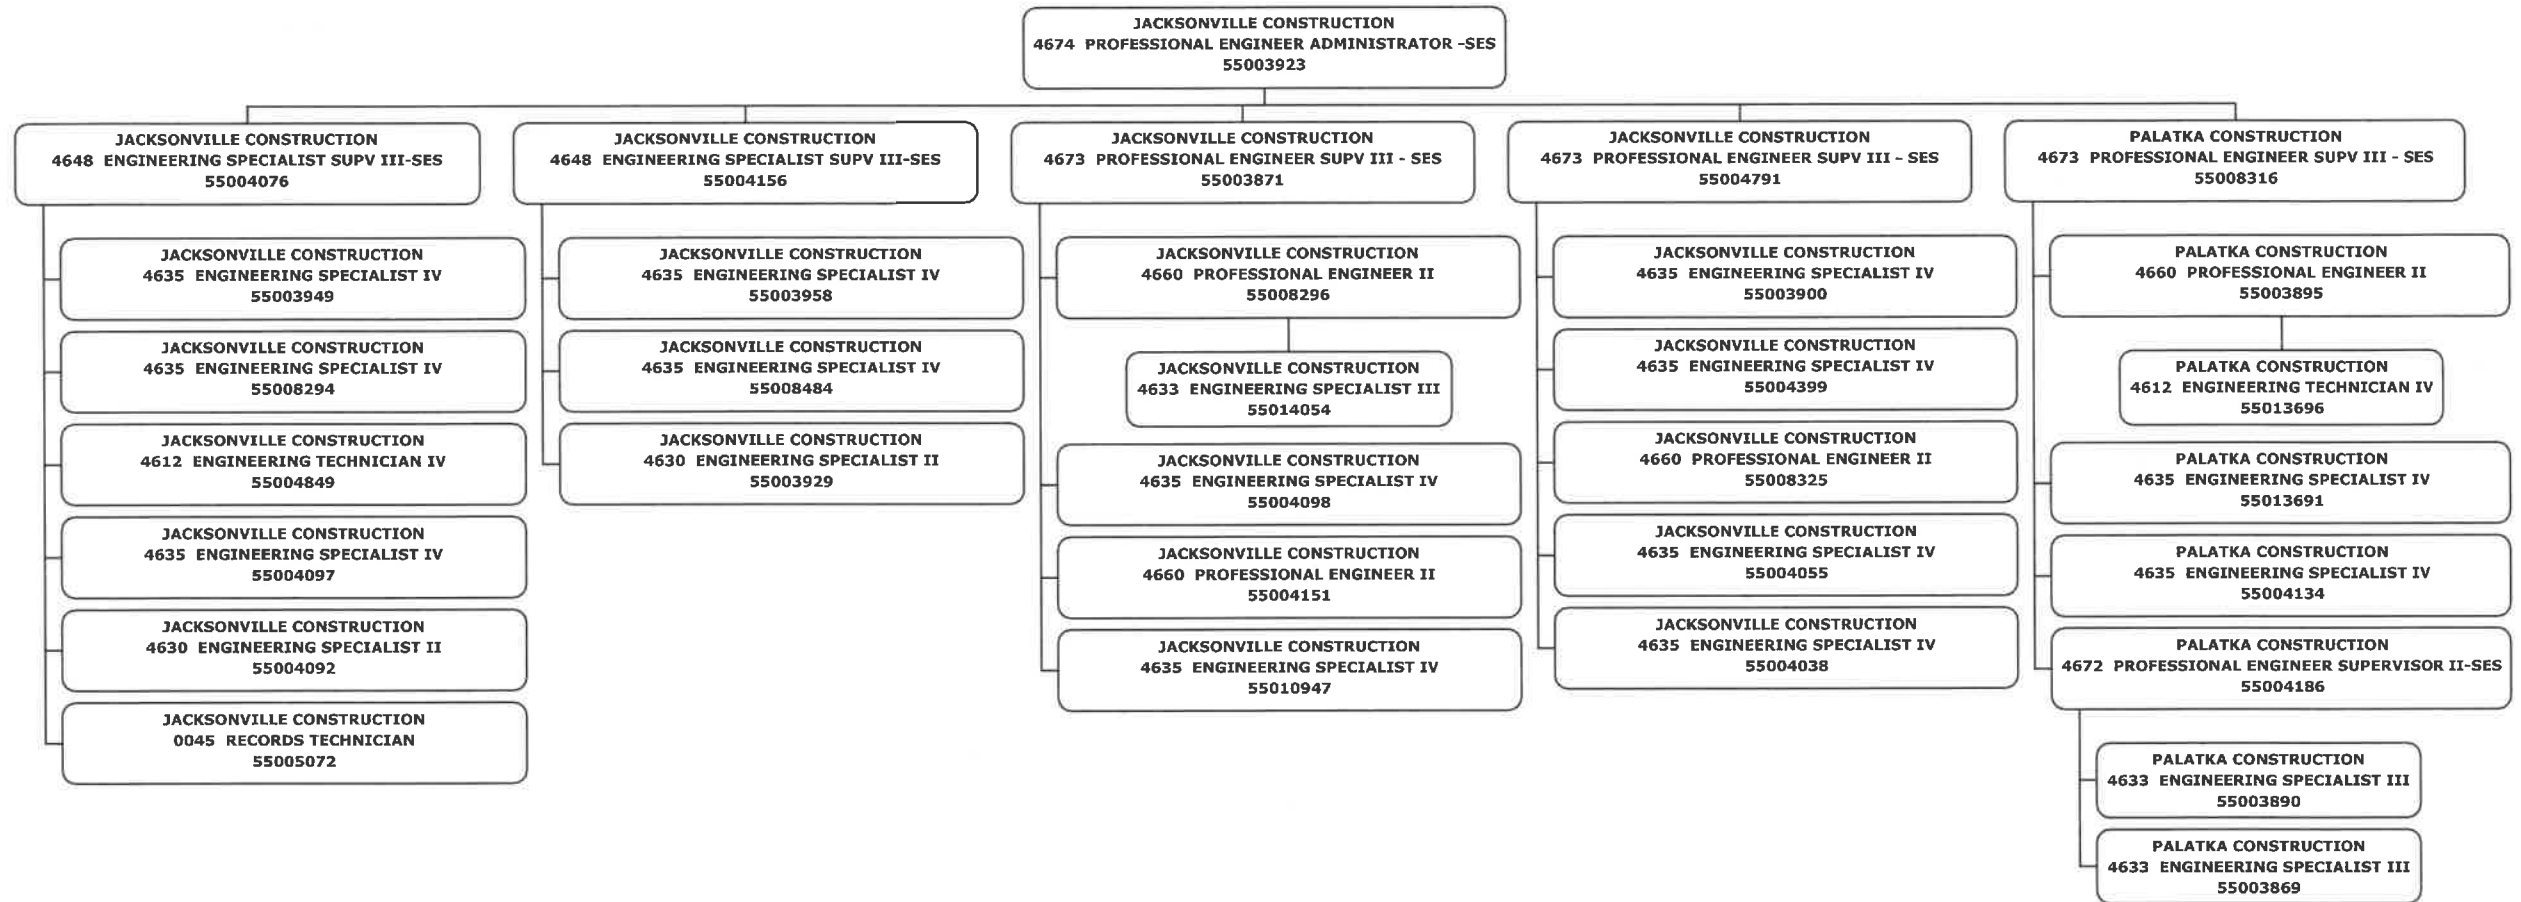 JACKSONVILLE CONSTRUCTION
4674 PROFESSIONAL ENGINEER ADMINISTRATOR -SES
55003923
JACKSONVILLE CONSTRUCTION
4648 ENGINEERING SPECIALIST SUPV III-SES
55004076
JACKSONVILLE CONSTRUCTION
4635 ENGINEERING SPECIALIST IV
55003949
JACKSONVILLE CONSTRUCTION
4635 ENGINEERING SPECIALIST IV
55008294
JACKSONVILLE CONSTRUCTION
4612 ENGINEERING TECHNICIAN IV
55004849
JACKSONVILLE CONSTRUCTION
4635 ENGINEERING SPECIALIST IV
55004097
JACKSONVILLE CONSTRUCTION
4630 ENGINEERING SPECIALIST II
55004092
JACKSONVILLE CONSTRUCTION
0045 RECORDS TECHNICIAN
55005072
JACKSONVILLE CONSTRUCTION
4648 ENGINEERING SPECIALIST SUPV III-SES
55004156
JACKSONVILLE CONSTRUCTION
4635 ENGINEERING SPECIALIST IV
55003958
JACKSONVILLE CONSTRUCTION
4635 ENGINEERING SPECIALIST IV
55008484
JACKSONVILLE CONSTRUCTION
4630 ENGINEERING SPECIALIST II
55003929
JACKSONVILLE CONSTRUCTION
4673 PROFESSIONAL ENGINEER SUPV III - SES
55003871
JACKSONVILLE CONSTRUCTION
4660 PROFESSIONAL ENGINEER II
55008296
JACKSONVILLE CONSTRUCTION
4633 ENGINEERING SPECIALIST III
55014054
JACKSONVILLE CONSTRUCTION
4635 ENGINEERING SPECIALIST IV
55004098
JACKSONVILLE CONSTRUCTION
4660 PROFESSIONAL ENGINEER II
55004151
JACKSONVILLE CONSTRUCTION
4635 ENGINEERING SPECIALIST IV
55010947
JACKSONVILLE CONSTRUCTION
4673 PROFESSIONAL ENGINEER SUPV III - SES
55004791
JACKSONVILLE CONSTRUCTION
4635 ENGINEERING SPECIALIST IV
55003900
JACKSONVILLE CONSTRUCTION
4635 ENGINEERING SPECIALIST IV
55004399
JACKSONVILLE CONSTRUCTION
4660 PROFESSIONAL ENGINEER II
55008325
JACKSONVILLE CONSTRUCTION
4635 ENGINEERING SPECIALIST IV
55004055
JACKSONVILLE CONSTRUCTION
4635 ENGINEERING SPECIALIST IV
55004038
PALATKA CONSTRUCTION
4673 PROFESSIONAL ENGINEER SUPV III - SES
55008316
PALATKA CONSTRUCTION
4660 PROFESSIONAL ENGINEER II
55003895
PALATKA CONSTRUCTION
4612 ENGINEERING TECHNICIAN IV
55013696
PALATKA CONSTRUCTION
4635 ENGINEERING SPECIALIST IV
55013691
PALATKA CONSTRUCTION
4635 ENGINEERING SPECIALIST IV
55004134
PALATKA CONSTRUCTION
4672 PROFESSIONAL ENGINEER SUPERVISOR II-SES
55004186
PALATKA CONSTRUCTION
4633 ENGINEERING SPECIALIST III
55003890
PALATKA CONSTRUCTION
4633 ENGINEERING SPECIALIST III
55003869